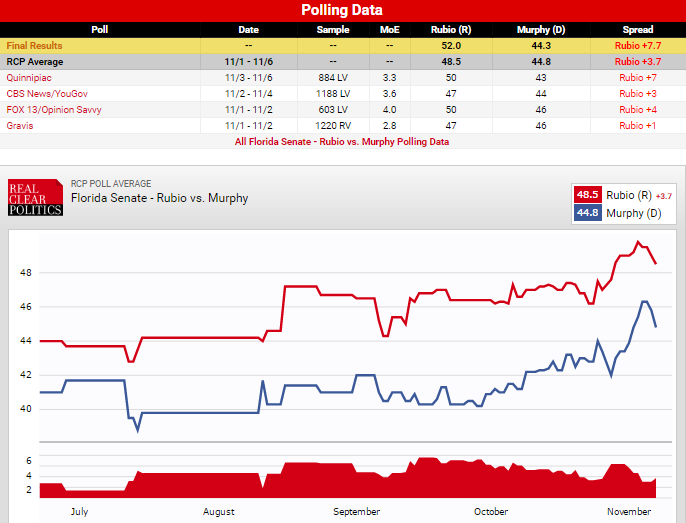 Polling Data
Poll Date Sample MoE Rubio (R) Murphy (D) Spread
Final Results -- -- -- 52.0 44.3 Rubio +7.7
RCP Average 11/1 - 11/6 -- -- 48.5 44.8 Rubio +3.7
Quinnipiac 11/3 - 11/6 884 LV 3.3 50 43 Rubio +7
CBS News/YouGov 11/2 - 11/4 1188 LV 3.6 47 44 Rubio +3
FOX 13/Opinion Savvy 11/1 - 11/2 603 LV 4.0 50 46 Rubio +4
Gravis 11/1 - 11/2 1220 RV 2.8 47 46 Rubio +1
All Florida Senate - Rubio vs. Murphy Polling Data
REAL
CLEAR
POLITICS
RCP POLL AVERAGE
Florida Senate - Rubio vs. Murphy
48.5 Rubio (R) +3.7
44.8 Murphy (D)
48
46
44
42
40
6
4
2
July August September October November